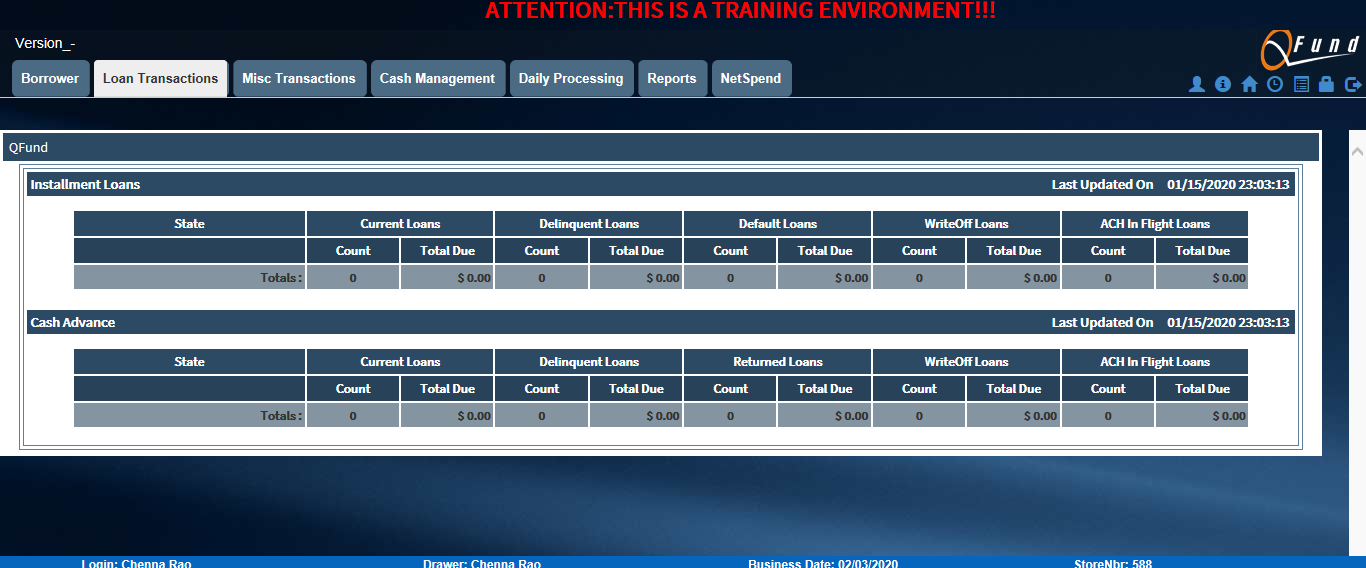 ATTENTION:THIS IS A TRAINING ENVIRONMENT!!!
Version_-
QFund
Borrower Loan Transactions Misc Transactions Cash Management Daily Processing Reports NetSpend
QFund
Installment Loans Last Updated On 01/15/2020 23:03:13
State Current Loans Delinquent Loans Default Loans WriteOff Loans ACH In Flight Loans
Count Total Due Count Total Due Count Total Due Count Total Due Count Total Due
Totals : 0 $ 0.00 0 $ 0.00 0 $ 0.00 0 $ 0.00 0 $ 0.00
Cash Advance Last Updated On 01/15/2020 23:03:13
State Current Loans Delinquent Loans Returned Loans WriteOff Loans ACH In Flight Loans
Count Total Due Count Total Due Count Total Due Count Total Due Count Total Due
Totals : 0 $ 0.00 0 $ 0.00 0 $ 0.00 0 $ 0.00 0 $ 0.00
Login: Chenna Rao Drawer: Chenna Rao Business Date: 02/03/2020 StoreNbr: 588